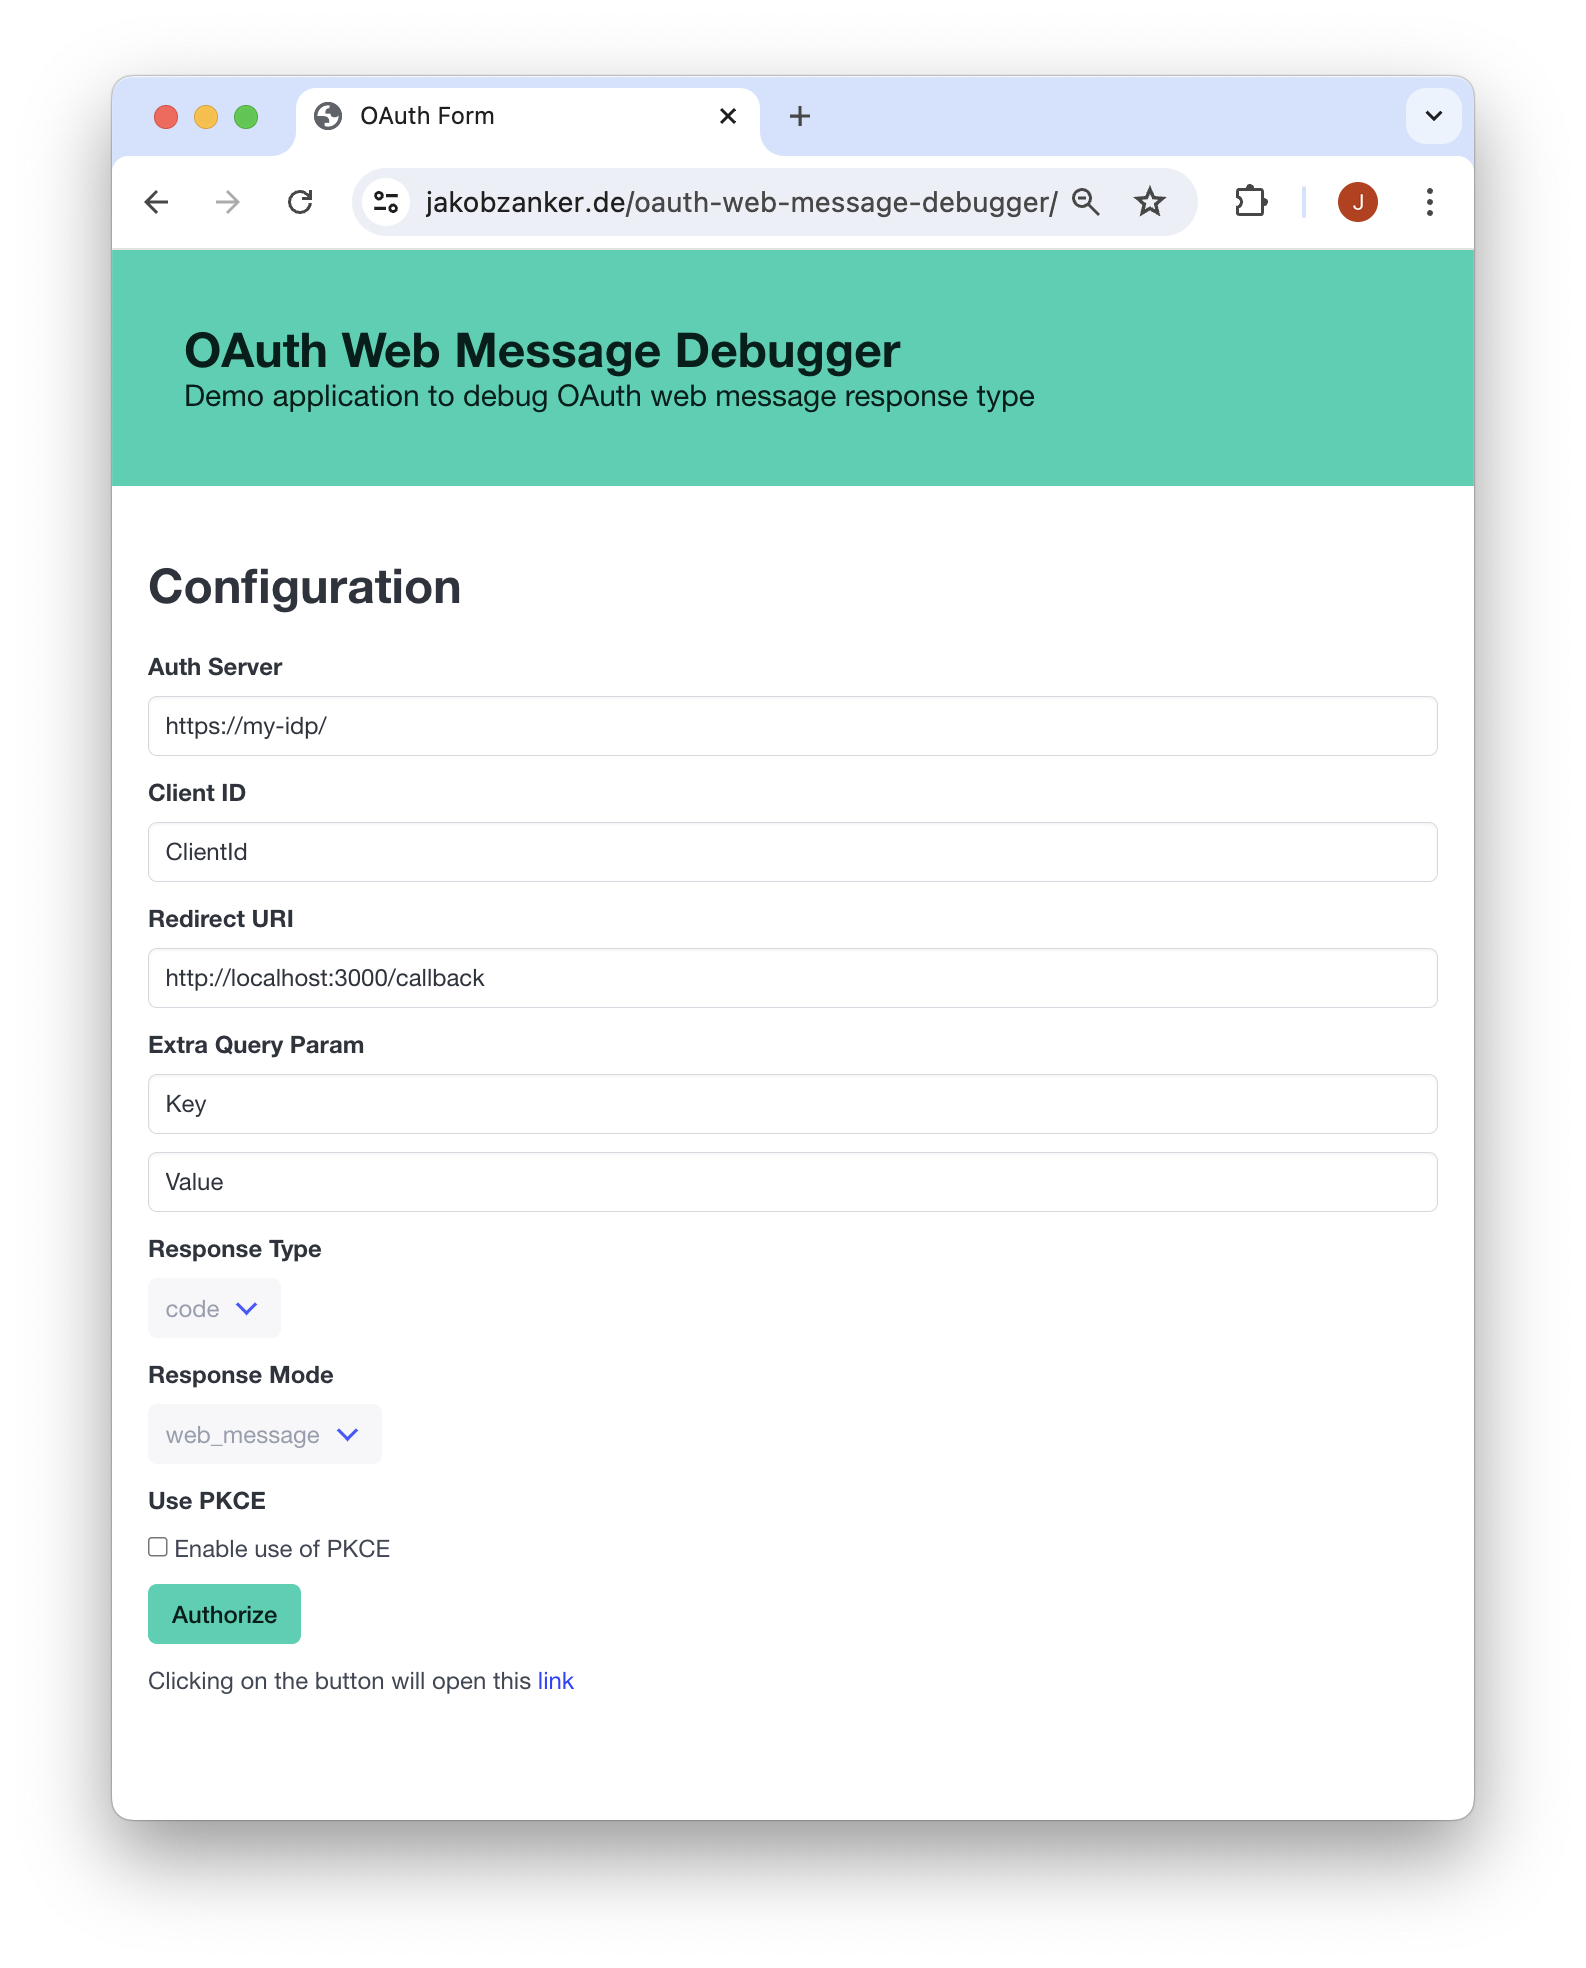 OAuth Form
jakobzanker.de/oauth-web-message-debugger/
J
OAuth Web Message Debugger
Demo application to debug OAuth web message response type
Configuration
Auth Server
https://my-idp/
Client ID
ClientId
Redirect URI
http://localhost:3000/callback
Extra Query Param
Key
Value
Response Type
code
Response Mode
web_message
Use PKCE
Enable use of PKCE
Authorize
Clicking on the button will open this link